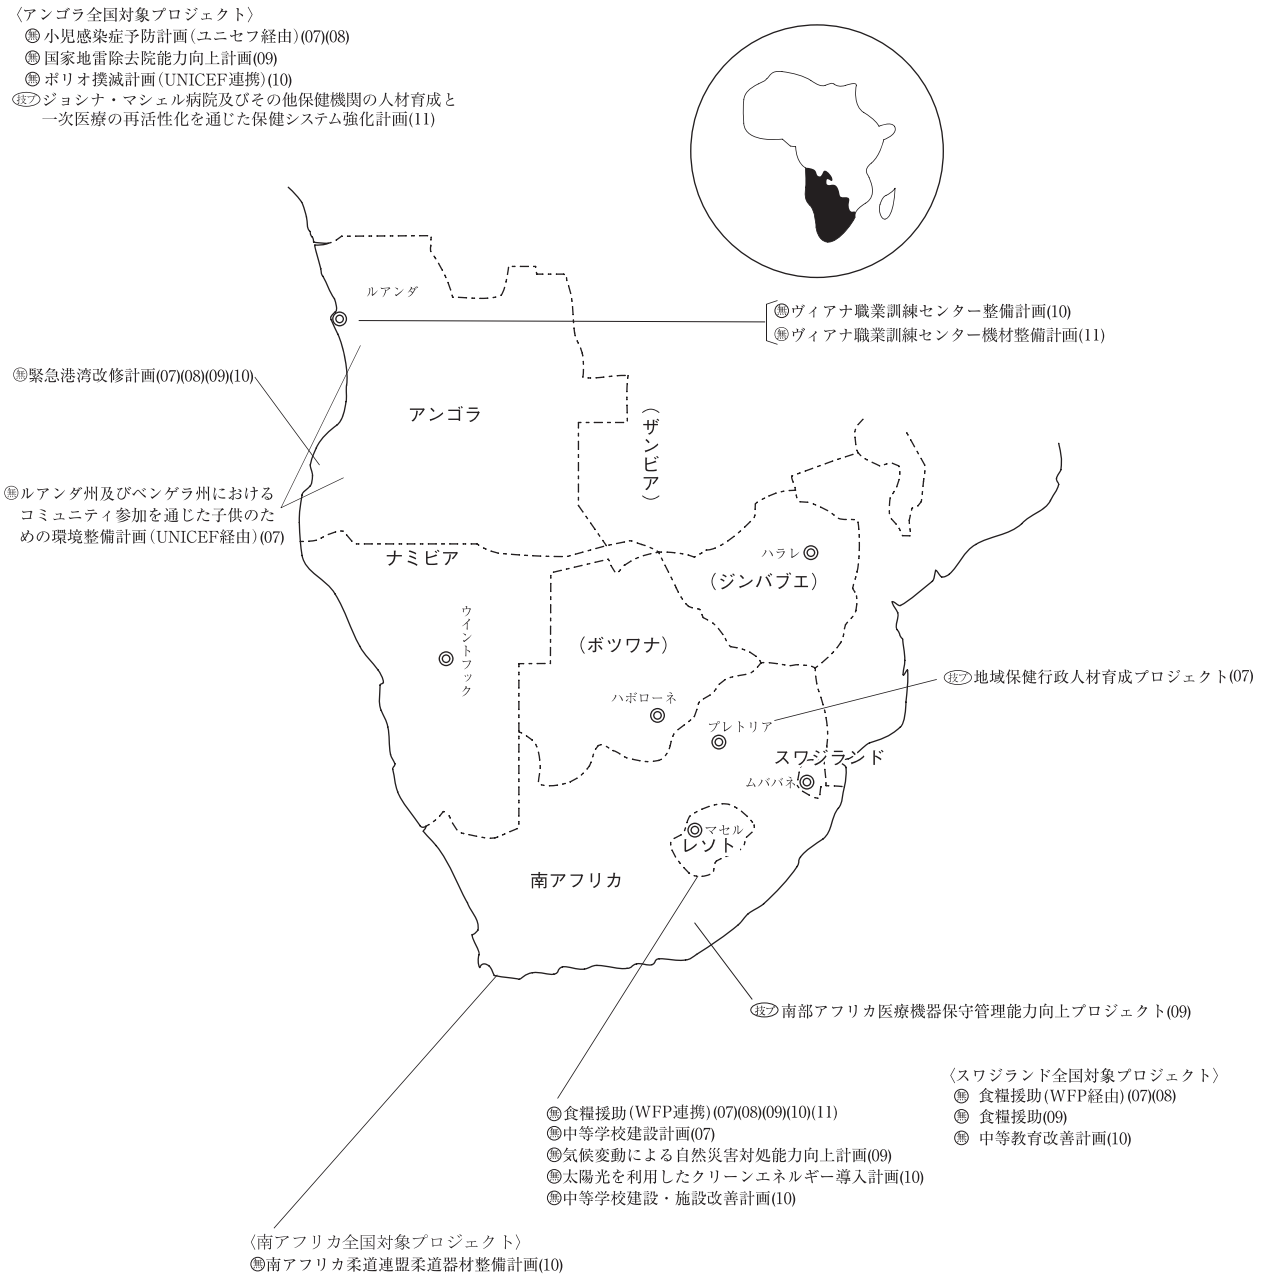 〈アンゴラ全国対象プロジェクト〉
㊁小児感染症予防計画（ユニセフ経由）(07)(08)
無 国家地雷除去院能力向上計画(09)
無 ポリオ撲滅計画（UNICEF連携）(10)
技プ ジョシナ・マシェル病院及びその他保健機関の人材育成と
一次医療の再活性化を通じた保健システム強化計画(11)
ルアンダ
無 ヴィアナ職業訓練センター整備計画(10)
無 ヴィアナ職業訓練センター機材整備計画(11)
無 緊急港湾改修計画(07)(08)(09)(10)
アンゴラ
（ザンビア）
無 ルアンダ州及びベンゲラ州における
コミュニティ参加を通じた子供のた
めの環境整備計画（UNICEF経由）(07)
ナミビア
ハラレ
（ジンバブエ）
ウイントフック
（ボツワナ）
技プ 地域保健行政人材育成プロジェクト(07)
ハボローネ
プレトリア
スワジランド
ムババネ
マセル
レソト
南アフリカ
技プ 南部アフリカ医療機器保守管理能力向上プロジェクト(09)
〈スワジランド全国対象プロジェクト〉
無 食糧援助（WFP経由）(07)(08)
無 食糧援助(09)
無 中等教育改善計画(10)
無 食糧援助（WFP連携）(07)(08)(09)(10)(11)
無 中等学校建設計画(07)
無 気候変動による自然災害対処能力向上計画(09)
無 太陽光を利用したクリーンエネルギー導入計画(10)
無 中等学校建設・施設改善計画(10)
〈南アフリカ全国対象プロジェクト〉
無 南アフリカ柔道連盟柔道器材整備計画(10)